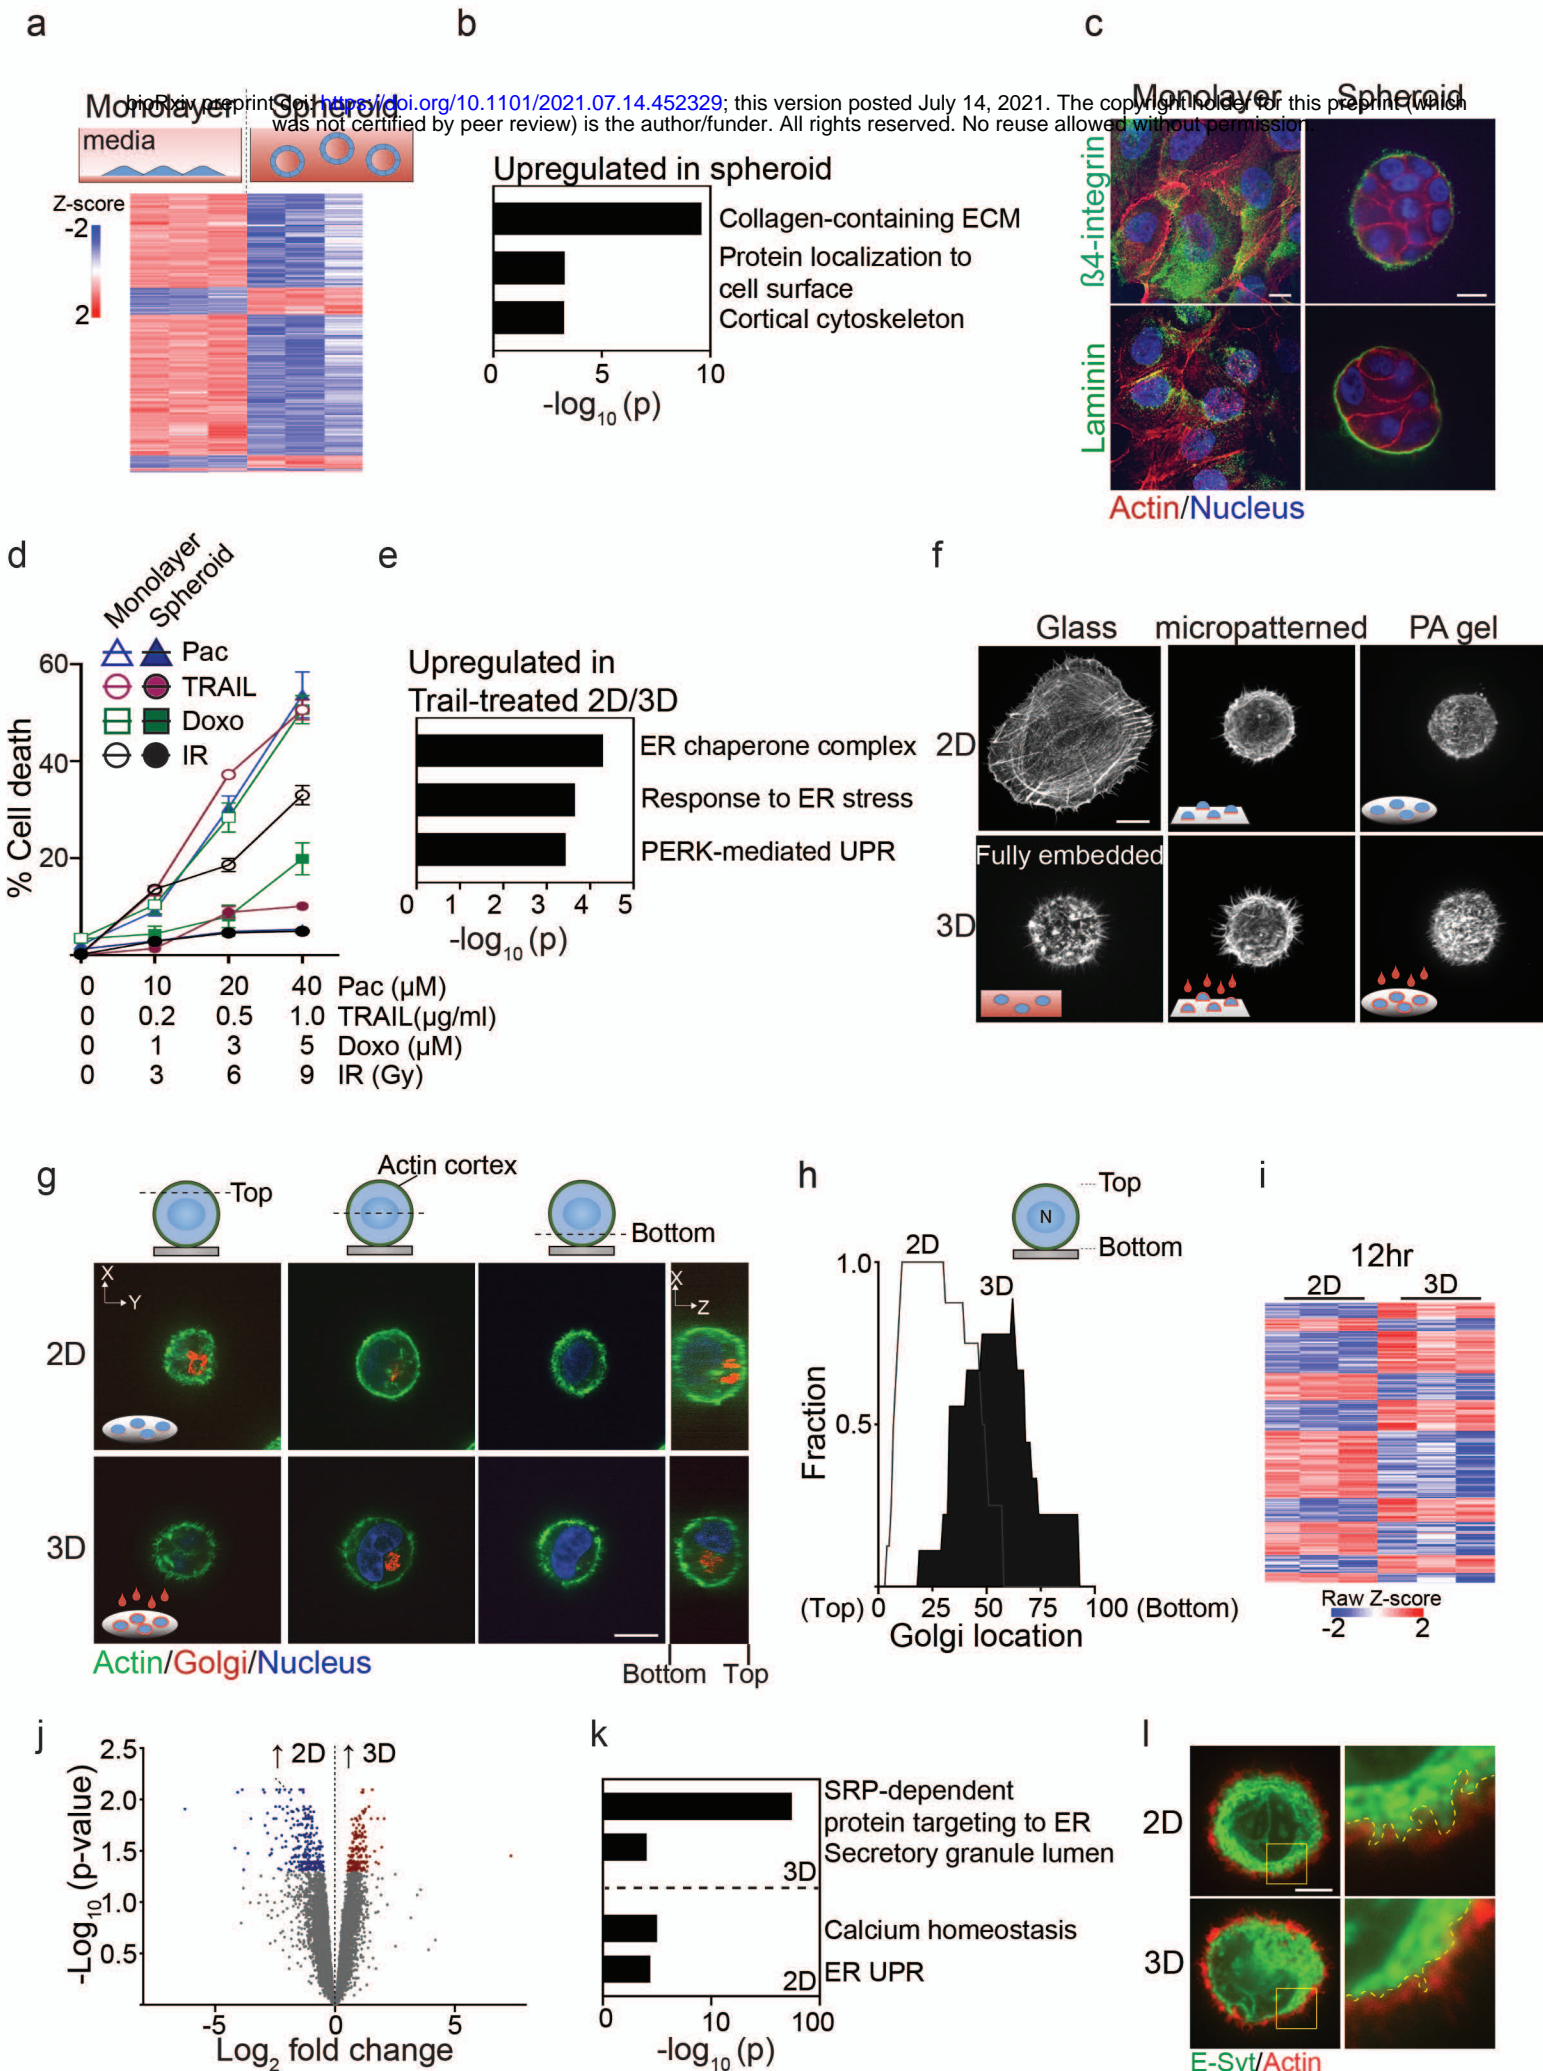 a
b
c
bioRxiv preprint doi: https://doi.org/10.1101/2021.07.14.452329; this version posted July 14, 2021. The copyright holder for this preprint (which
was not certified by peer review) is the author/funder. All rights reserved. No reuse allowed without permission.
Monolayer Spheroid
media
Z-score
-2
2
Upregulated in spheroid
Collagen-containing ECM
Protein localization to
cell surface
Cortical cytoskeleton
0 5 10
-log10 (p)
Monolayer Spheroid
ß4-integrin
Laminin
Actin/Nucleus
d
e
f
Monolayer
Spheroid
Pac
TRAIL
Doxo
IR
60
40
20
% Cell death
0 10 20 40 Pac (µM)
0 0.2 0.5 1.0 TRAIL(µg/ml)
0 1 3 5 Doxo (µM)
0 3 6 9 IR (Gy)
Upregulated in
Trail-treated 2D/3D
ER chaperone complex
Response to ER stress
PERK-mediated UPR
0 1 2 3 4 5
-log10 (p)
Glass micropatterned PA gel
2D
Fully embedded
3D
g
h
i
Top
Actin cortex
Bottom
X
Y
X
Z
2D
3D
Actin/Golgi/Nucleus
Bottom Top
Top
N
Bottom
2D
3D
1.0
0.5
Fraction
(Top) 0 25 50 75 100 (Bottom)
Golgi location
12hr
2D 3D
Raw Z-score
-2 2
j
k
l
↑ 2D ↑ 3D
2.5
2.0
1.5
1.0
0.5
-Log10 (p-value)
-5 0 5
Log2 fold change
SRP-dependent
protein targeting to ER
Secretory granule lumen
3D
Calcium homeostasis
ER UPR
2D
0 10 100
-log10 (p)
2D
3D
E-Syt/Actin